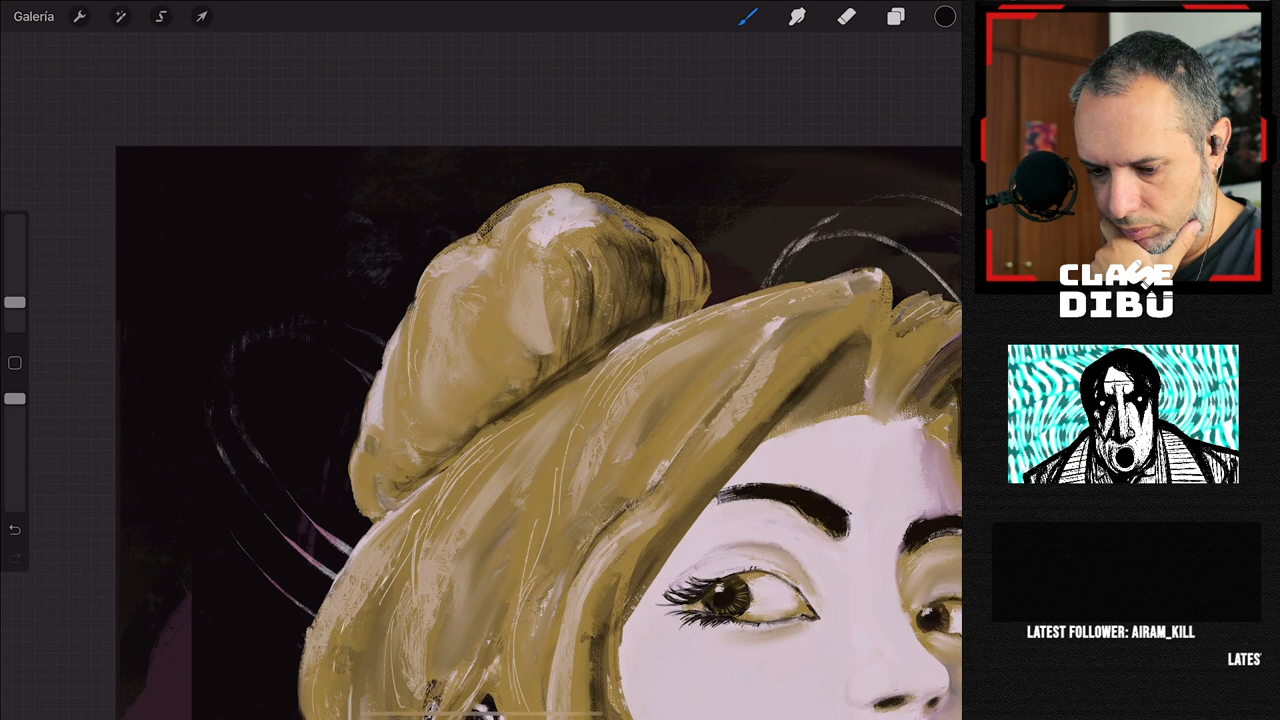 Galería
CLASE
DIBU
LATEST FOLLOWER: AIRAM_KILL
LATES